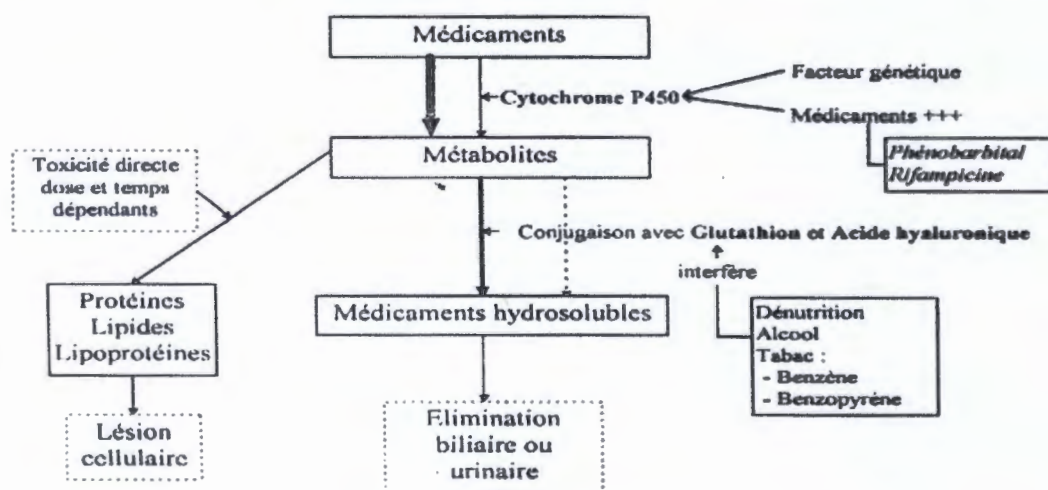 Médicaments
Cytochrome P450
Facteur génétique
Médicaments +++
Phénobarbital
Rifampicine
Métabolites
Toxicité directe
dose et temps
dépendants
Conjugaison avec Glutathion et Acide hyaluronique
interfère
Protéines
Lipides
Lipoprotéines
Médicaments hydrosolubles
Dénutrition
Alcool
Tabac :
- Benzène
- Benzopyrène
Lésion
cellulaire
Elimination
biliaire ou
urinaire